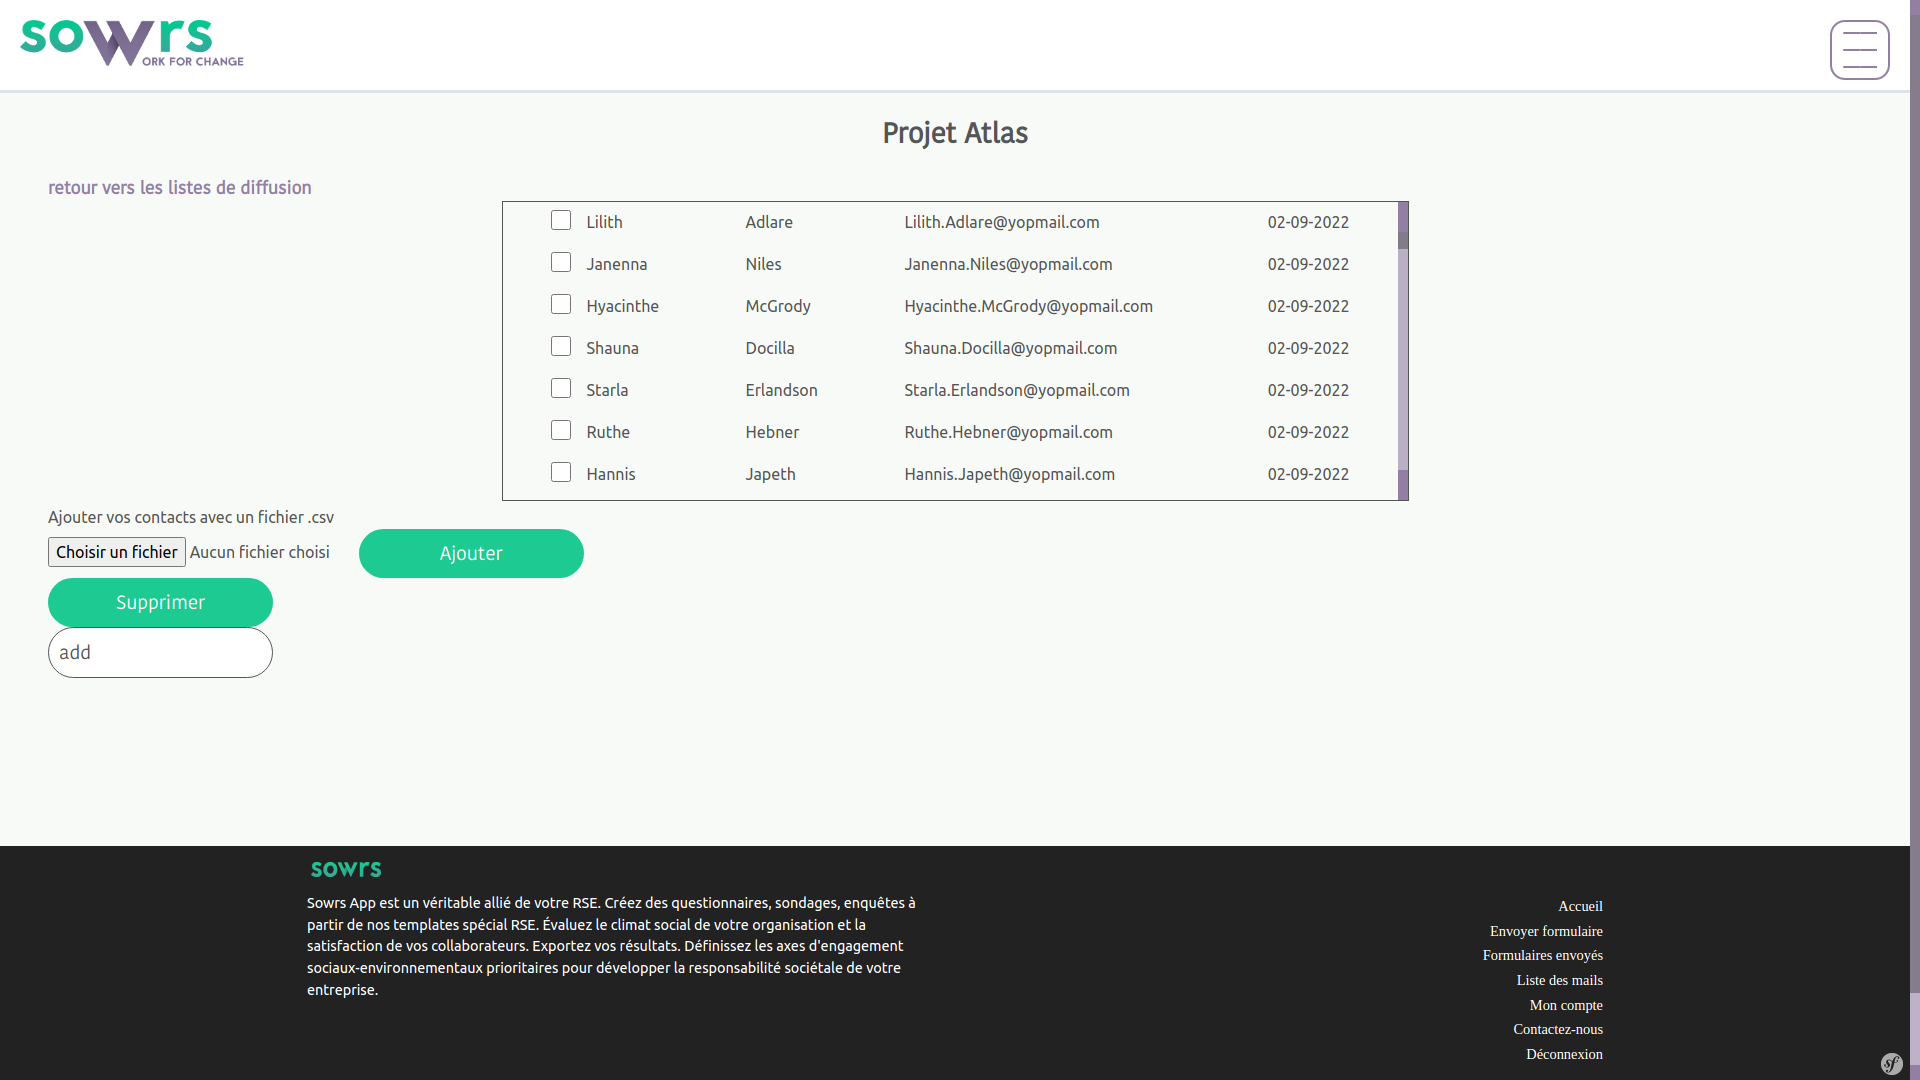 sowrs
ORK FOR CHANGE
Projet Atlas
retour vers les listes de diffusion
Lilith Adlare Lilith.Adlare@yopmail.com 02-09-2022
Janenna Niles Janenna.Niles@yopmail.com 02-09-2022
Hyacinthe McGrody Hyacinthe.McGrody@yopmail.com 02-09-2022
Shauna Docilla Shauna.Docilla@yopmail.com 02-09-2022
Starla Erlandson Starla.Erlandson@yopmail.com 02-09-2022
Ruthe Hebner Ruthe.Hebner@yopmail.com 02-09-2022
Hannis Japeth Hannis.Japeth@yopmail.com 02-09-2022
Ajouter vos contacts avec un fichier .csv
Choisir un fichier Aucun fichier choisi Ajouter
Supprimer
add
sowrs
Sowrs App est un véritable allié de votre RSE. Créez des questionnaires, sondages, enquêtes à
partir de nos templates spécial RSE. Évaluez le climat social de votre organisation et la
satisfaction de vos collaborateurs. Exportez vos résultats. Définissez les axes d'engagement
sociaux-environnementaux prioritaires pour développer la responsabilité sociétale de votre
entreprise.
Accueil
Envoyer formulaire
Formulaires envoyés
Liste des mails
Mon compte
Contactez-nous
Déconnexion
sf